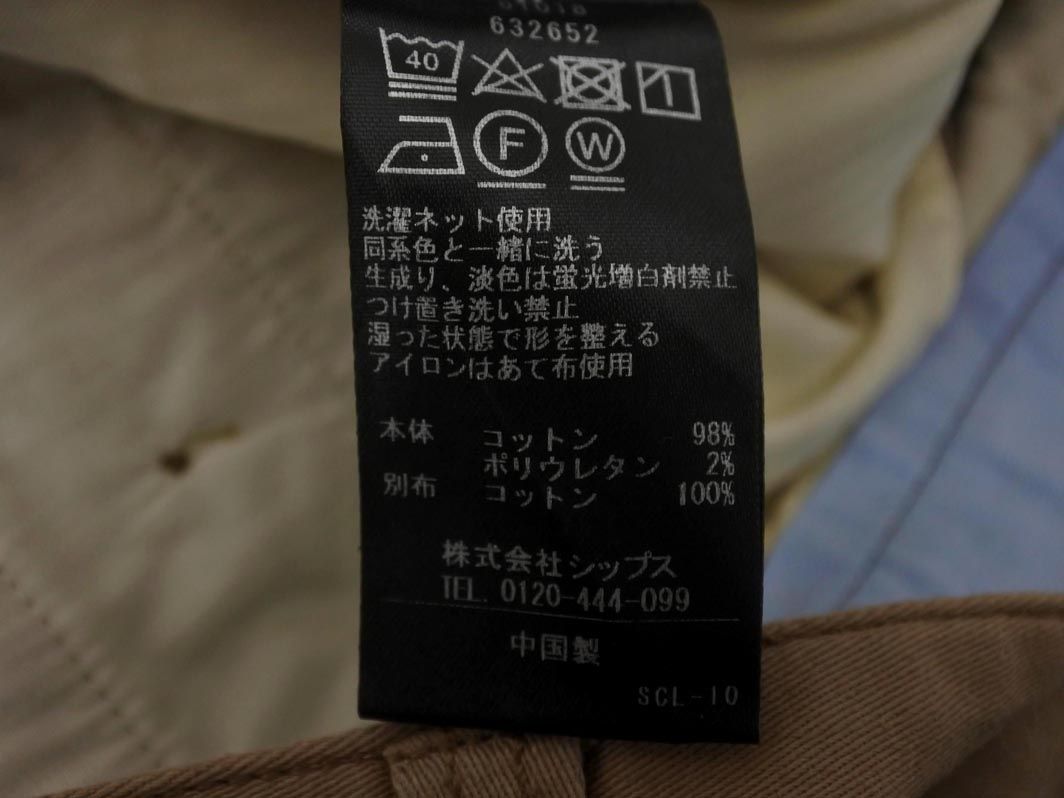 632652
40
F W
洗濯ネット使用
同系色と一緒に洗う
生成り、淡色は蛍光増白剤禁止
つけ置き洗い禁止
湿った状態で形を整える
アイロンはあて布使用
本体 コットン 98%
ポリウレタン 2%
別布 コットン 100%
株式会社シップス
TEL. 0120-444-099
中国製
SCL-10